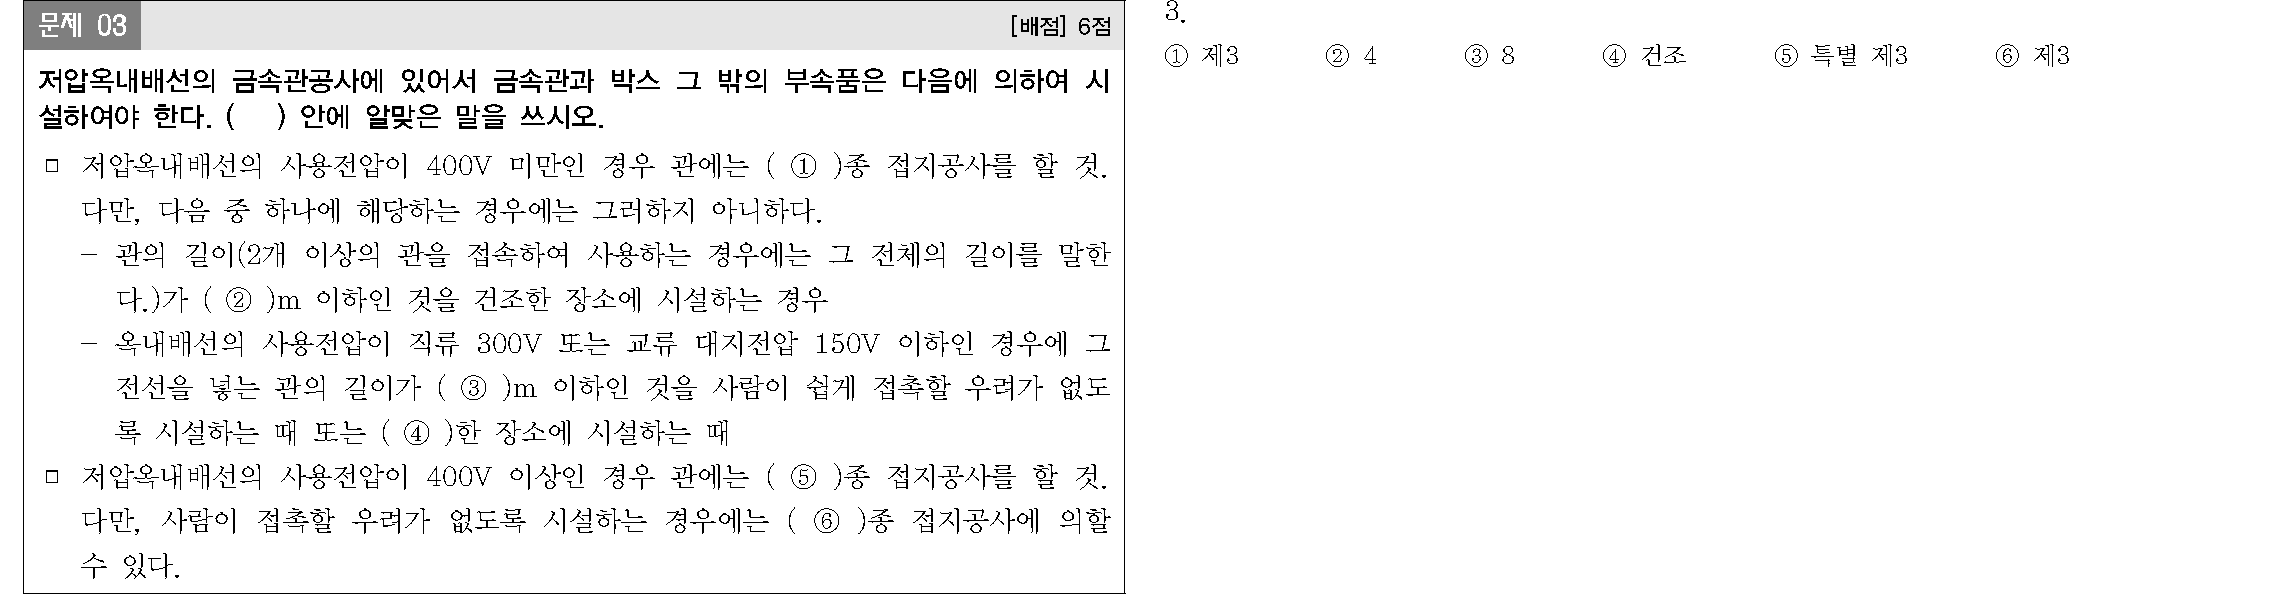 문제 03
[배점] 6점
저압옥내배선의 금속관공사에 있어서 금속관과 박스 그 밖의 부속품은 다음에 의하여 시
설하여야 한다. (   ) 안에 알맞은 말을 쓰시오.
□ 저압옥내배선의 사용전압이 400V 미만인 경우 관에는 ( ① )종 접지공사를 할 것.
다만, 다음 중 하나에 해당하는 경우에는 그러하지 아니하다.
- 관의 길이(2개 이상의 관을 접속하여 사용하는 경우에는 그 전체의 길이를 말한
다.)가 ( ② )m 이하인 것을 건조한 장소에 시설하는 경우
- 옥내배선의 사용전압이 직류 300V 또는 교류 대지전압 150V 이하인 경우에 그
전선을 넣는 관의 길이가 ( ③ )m 이하인 것을 사람이 쉽게 접촉할 우려가 없도
록 시설하는 때 또는 ( ④ )한 장소에 시설하는 때
□ 저압옥내배선의 사용전압이 400V 이상인 경우 관에는 ( ⑤ )종 접지공사를 할 것.
다만, 사람이 접촉할 우려가 없도록 시설하는 경우에는 ( ⑥ )종 접지공사에 의할
수 있다.
3.
① 제3 ② 4 ③ 8 ④ 건조 ⑤ 특별 제3 ⑥ 제3